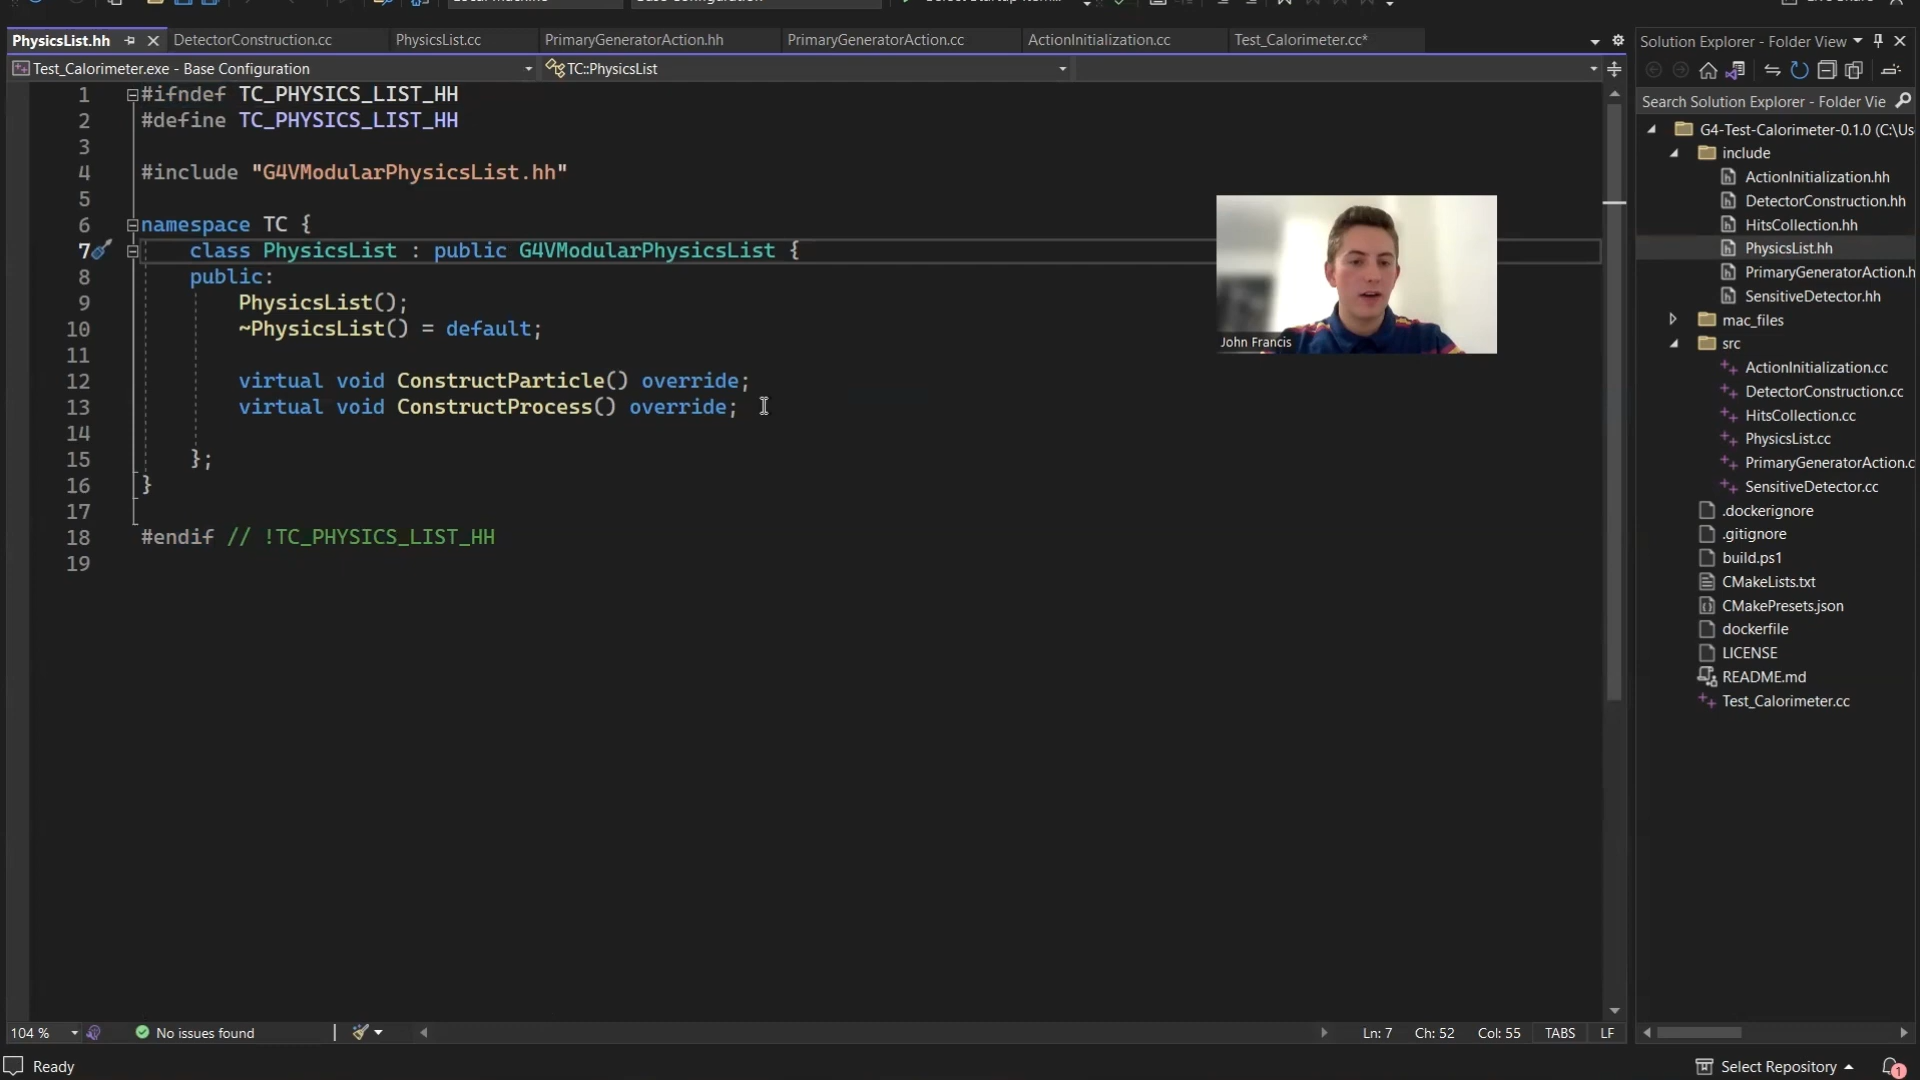 PhysicsList.hh
DetectorConstruction.cc
PhysicsList.cc
PrimaryGeneratorAction.hh
PrimaryGeneratorAction.cc
ActionInitialization.cc
Test_Calorimeter.cc*
Test_Calorimeter.exe - Base Configuration
TC::PhysicsList
1 #ifndef TC_PHYSICS_LIST_HH
2 #define TC_PHYSICS_LIST_HH
3
4 #include "G4VModularPhysicsList.hh"
5
6 namespace TC {
7 class PhysicsList : public G4VModularPhysicsList {
8 public:
9 PhysicsList();
10 ~PhysicsList() = default;
11
12 virtual void ConstructParticle() override;
13 virtual void ConstructProcess() override;
14
15 };
16 }
17
18 #endif // !TC_PHYSICS_LIST_HH
19
John Francis
Solution Explorer - Folder View
Search Solution Explorer - Folder Vie
G4-Test-Calorimeter-0.1.0 (C:\Us
include
ActionInitialization.hh
DetectorConstruction.hh
HitsCollection.hh
PhysicsList.hh
PrimaryGeneratorAction.h
SensitiveDetector.hh
mac_files
src
ActionInitialization.cc
DetectorConstruction.cc
HitsCollection.cc
PhysicsList.cc
PrimaryGeneratorAction.c
SensitiveDetector.cc
.dockerignore
.gitignore
build.ps1
CMakeLists.txt
CMakePresets.json
dockerfile
LICENSE
README.md
Test_Calorimeter.cc
104 %
No issues found
Ln: 7 Ch: 52 Col: 55 TABS LF
Ready
Select Repository
1